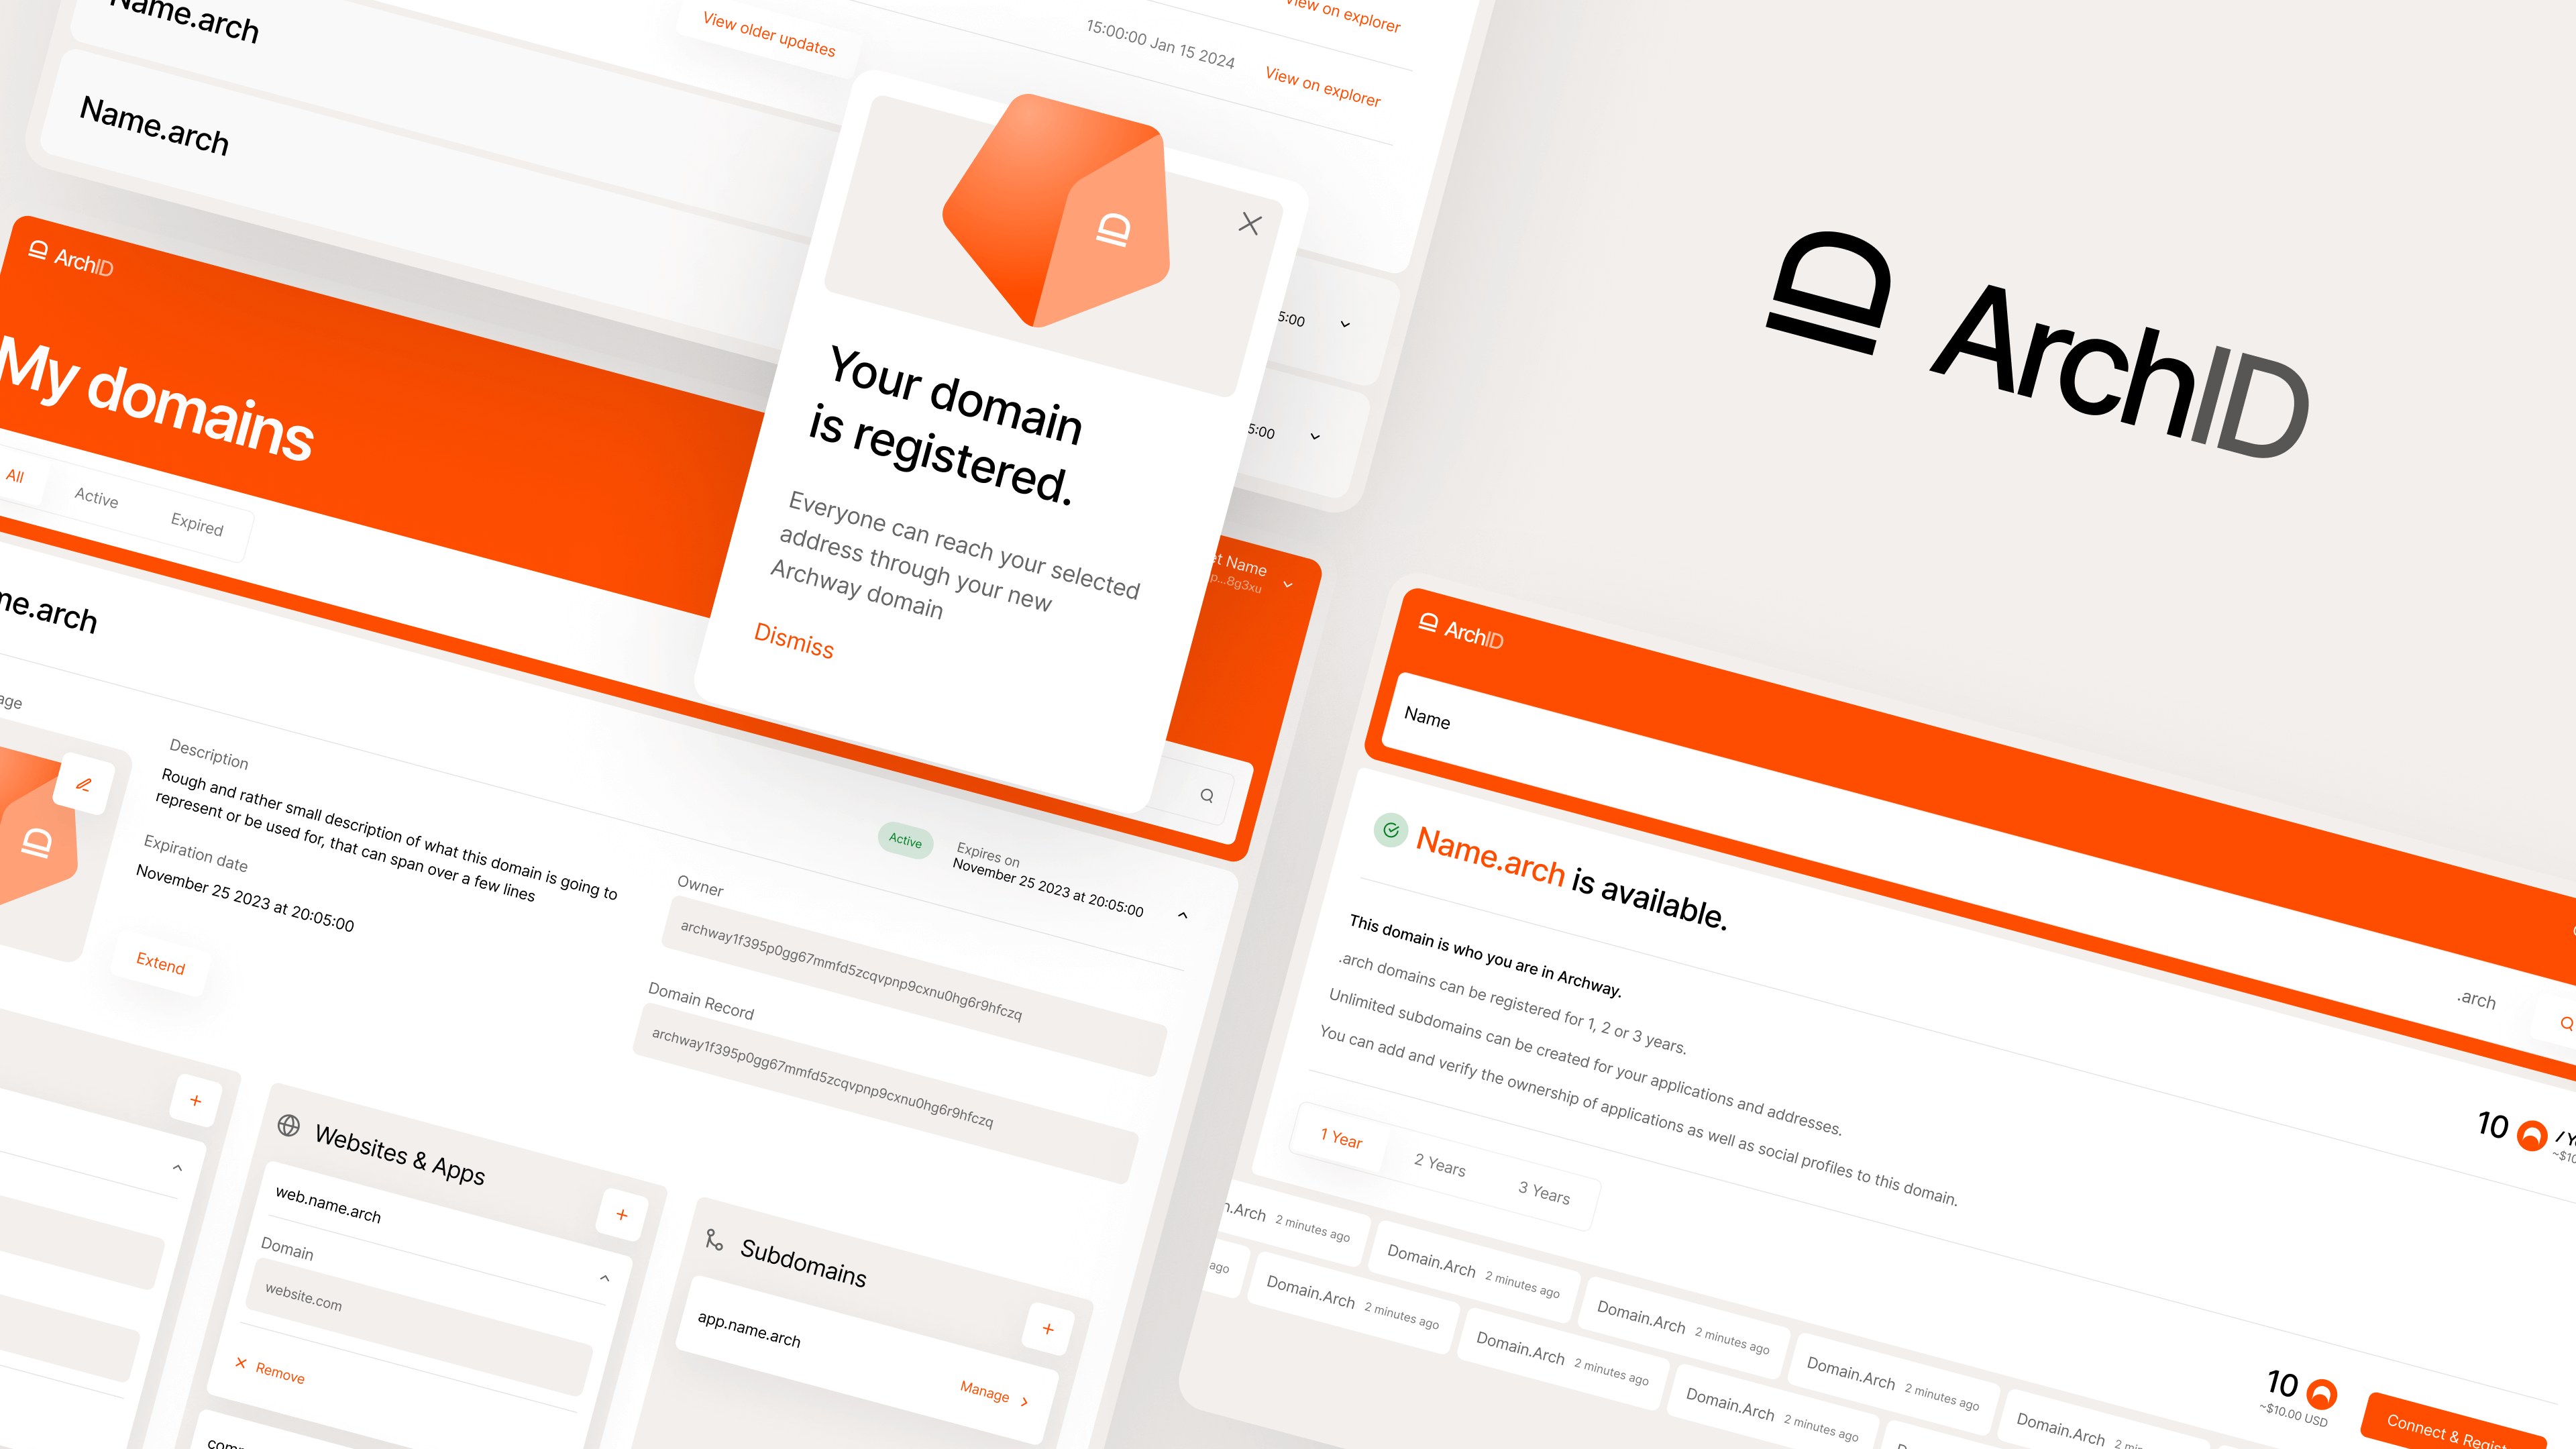 Name.arch
Name.arch
View older updates
View on explorer
15:00:00 Jan 15 2024
View on explorer
5:00
5:00
ArchID
My domains
All
Active
Expired
Your domain
is registered.
Everyone can reach your selected
address through your new
Archway domain
Dismiss
Name
8g3xu
.arch
Description
Rough and rather small description of what this domain is going to
represent or be used for, that can span over a few lines
Expiration date
November 25 2023 at 20:05:00
Extend
Active
Expires on
November 25 2023 at 20:05:00
Owner
archway1f395p0gg67mmfd5zcqvpnp9cxnu0hg6r9hfczq
Domain Record
archway1f395p0gg67mmfd5zcqvpnp9cxnu0hg6r9hfczq
Websites & Apps
web.name.arch
Domain
website.com
Remove
Subdomains
app.name.arch
Manage
ArchID
ArchID
Name
.arch
Name.arch is available.
This domain is who you are in Archway.
.arch domains can be registered for 1, 2 or 3 years.
Unlimited subdomains can be created for your applications and addresses.
You can add and verify the ownership of applications as well as social profiles to this domain.
10
1 Year
2 Years
3 Years
.Arch 2 minutes ago
Domain.Arch 2 minutes ago
Domain.Arch 2 minutes ago
Domain.Arch 2 minutes ago
Domain.Arch
ago
Domain.Arch 2 minutes ago
Domain.Arch 2 minutes ago
Domain.Arch 2 minutes ago
10
~$10.00 USD
Connect &